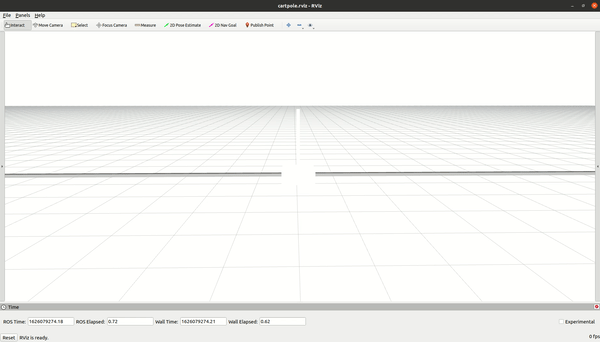 cartpole.rviz - RViz
File Panels Help
Interact Move Camera Select Focus Camera Measure 2D Pose Estimate 2D Nav Goal Publish Point
Time
ROS Time: 1626079274.18 ROS Elapsed: 0.72 Wall Time: 1626079274.21 Wall Elapsed: 0.62 Experimental
Reset RViz is ready. 0 fps